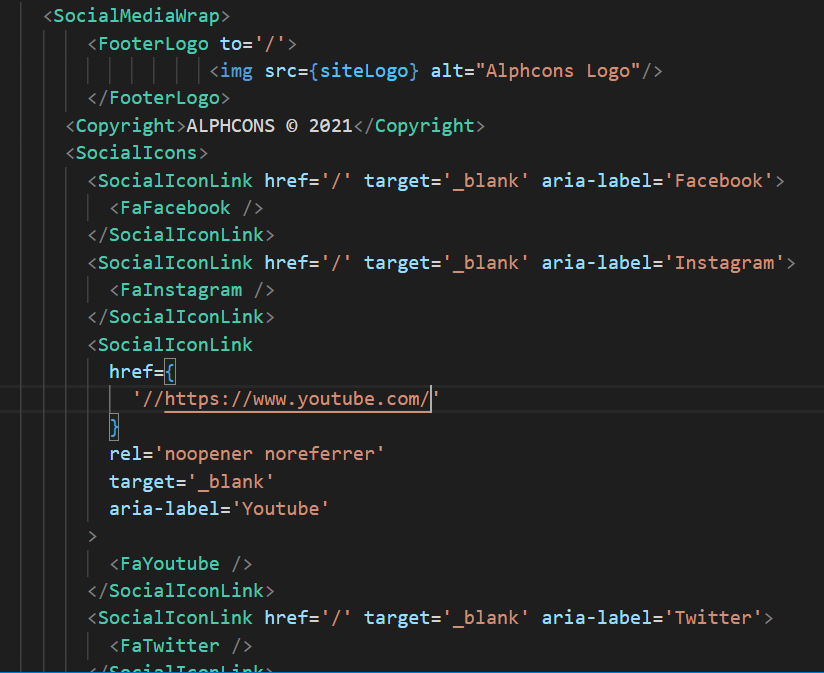 <SocialMediaWrap>
<FooterLogo to='/'>
<img src={siteLogo} alt="Alphcons Logo"/>
</FooterLogo>
<Copyright>ALPHCONS © 2021</Copyright>
<SocialIcons>
<SocialIconLink href='/' target='_blank' aria-label='Facebook'>
<FaFacebook />
</SocialIconLink>
<SocialIconLink href='/' target='_blank' aria-label='Instagram'>
<FaInstagram />
</SocialIconLink>
<SocialIconLink
href={
'//https://www.youtube.com/'
}
rel='noopener noreferrer'
target='_blank'
aria-label='Youtube'
>
<FaYoutube />
</SocialIconLink>
<SocialIconLink href='/' target='_blank' aria-label='Twitter'>
<FaTwitter />
</SocialIconLink>